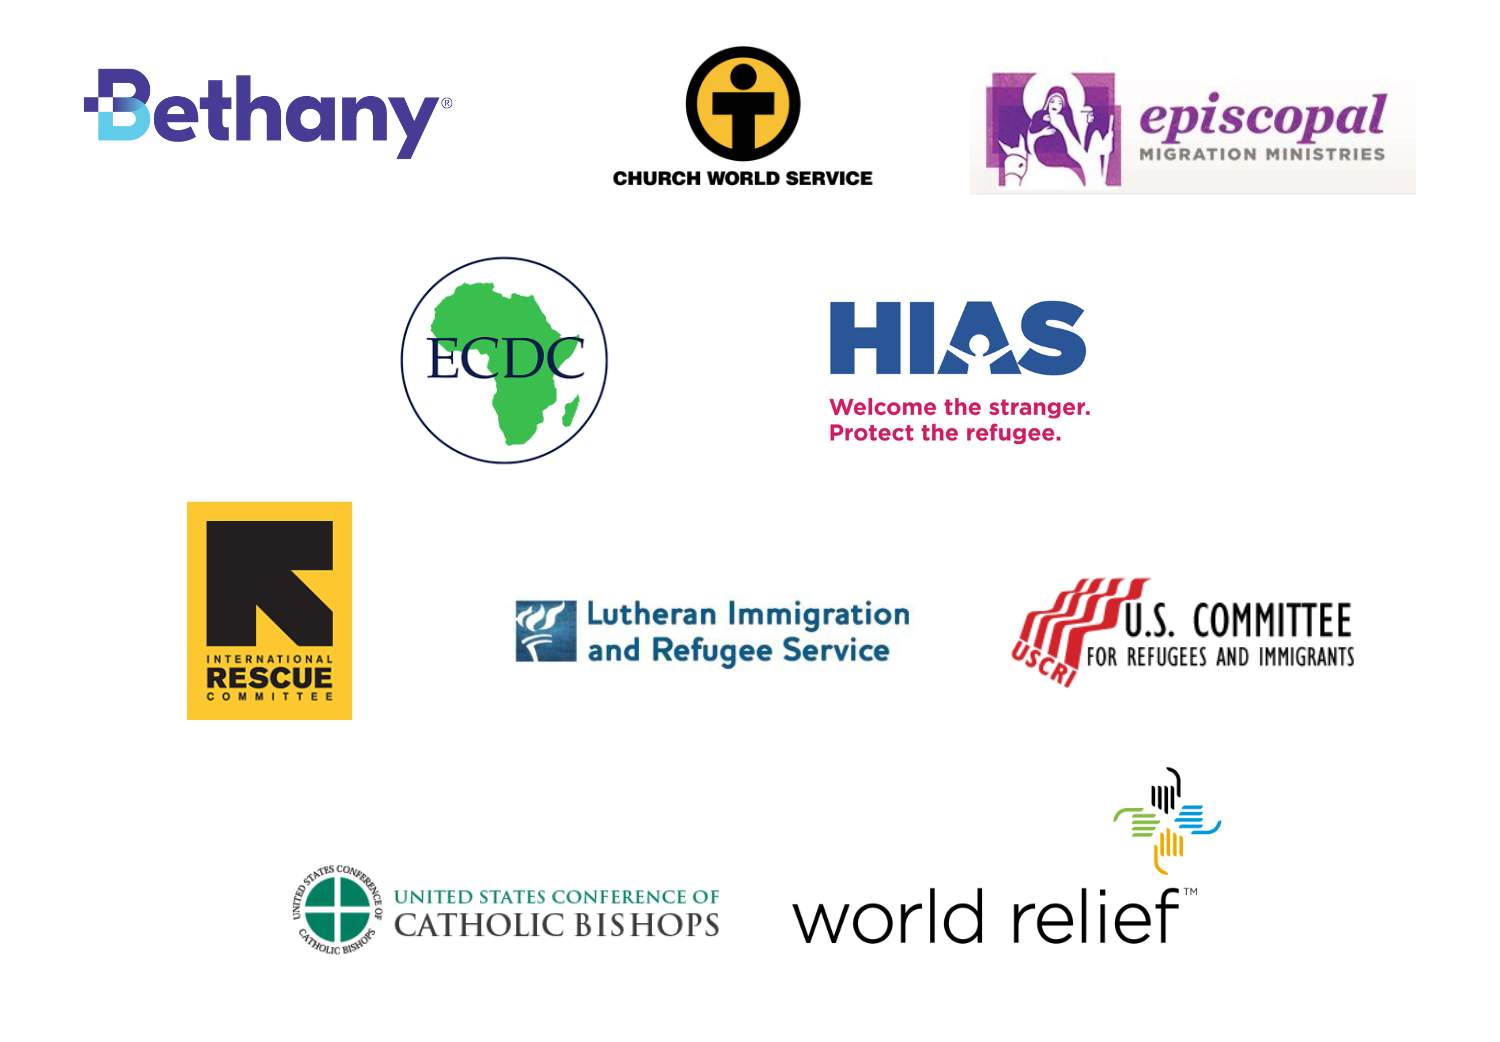 Bethany®
CHURCH WORLD SERVICE
episcopal
MIGRATION MINISTRIES
ECDC
HIAS
Welcome the stranger.
Protect the refugee.
INTERNATIONAL
RESCUE
COMMITTEE
Lutheran Immigration
and Refugee Service
USCRI
U.S. COMMITTEE
FOR REFUGEES AND IMMIGRANTS
UNITED STATES CONFERENCE OF
CATHOLIC BISHOPS
UNITED STATES CONFERENCE OF
CATHOLIC BISHOPS
world relief™